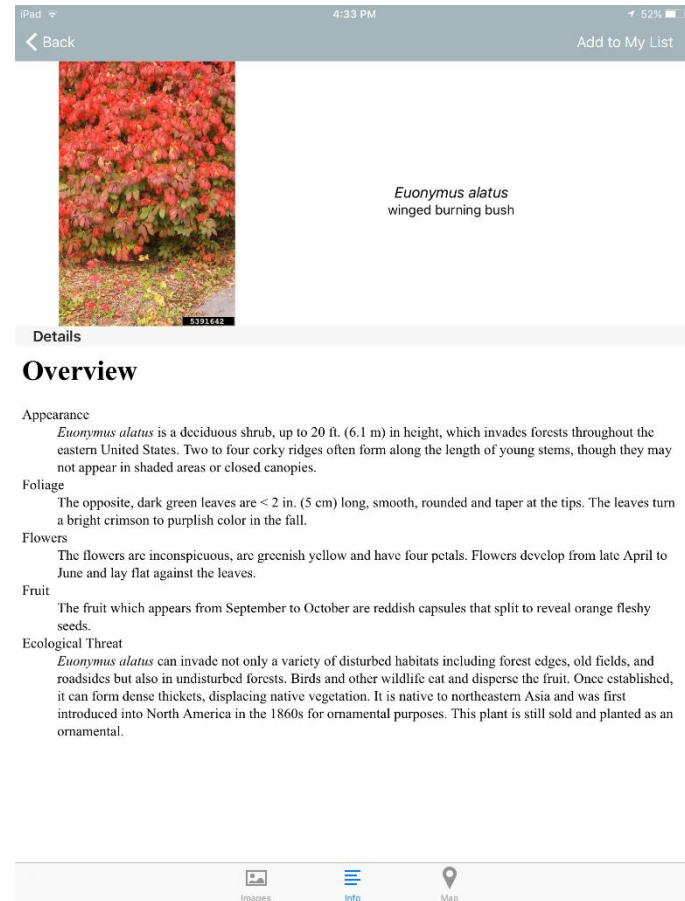 iPad
4:33 PM
52%
Back
Add to My List
Euonymus alatus
winged burning bush
5391642
Details
Overview
Appearance
Euonymus alatus is a deciduous shrub, up to 20 ft. (6.1 m) in height, which invades forests throughout the
eastern United States. Two to four corky ridges often form along the length of young stems, though they may
not appear in shaded areas or closed canopies.
Foliage
The opposite, dark green leaves are < 2 in. (5 cm) long, smooth, rounded and taper at the tips. The leaves turn
a bright crimson to purplish color in the fall.
Flowers
The flowers are inconspicuous, are greenish yellow and have four petals. Flowers develop from late April to
June and lay flat against the leaves.
Fruit
The fruit which appears from September to October are reddish capsules that split to reveal orange fleshy
seeds.
Ecological Threat
Euonymus alatus can invade not only a variety of disturbed habitats including forest edges, old fields, and
roadsides but also in undisturbed forests. Birds and other wildlife eat and disperse the fruit. Once established,
it can form dense thickets, displacing native vegetation. It is native to northeastern Asia and was first
introduced into North America in the 1860s for ornamental purposes. This plant is still sold and planted as an
ornamental.
Images
Info
Map